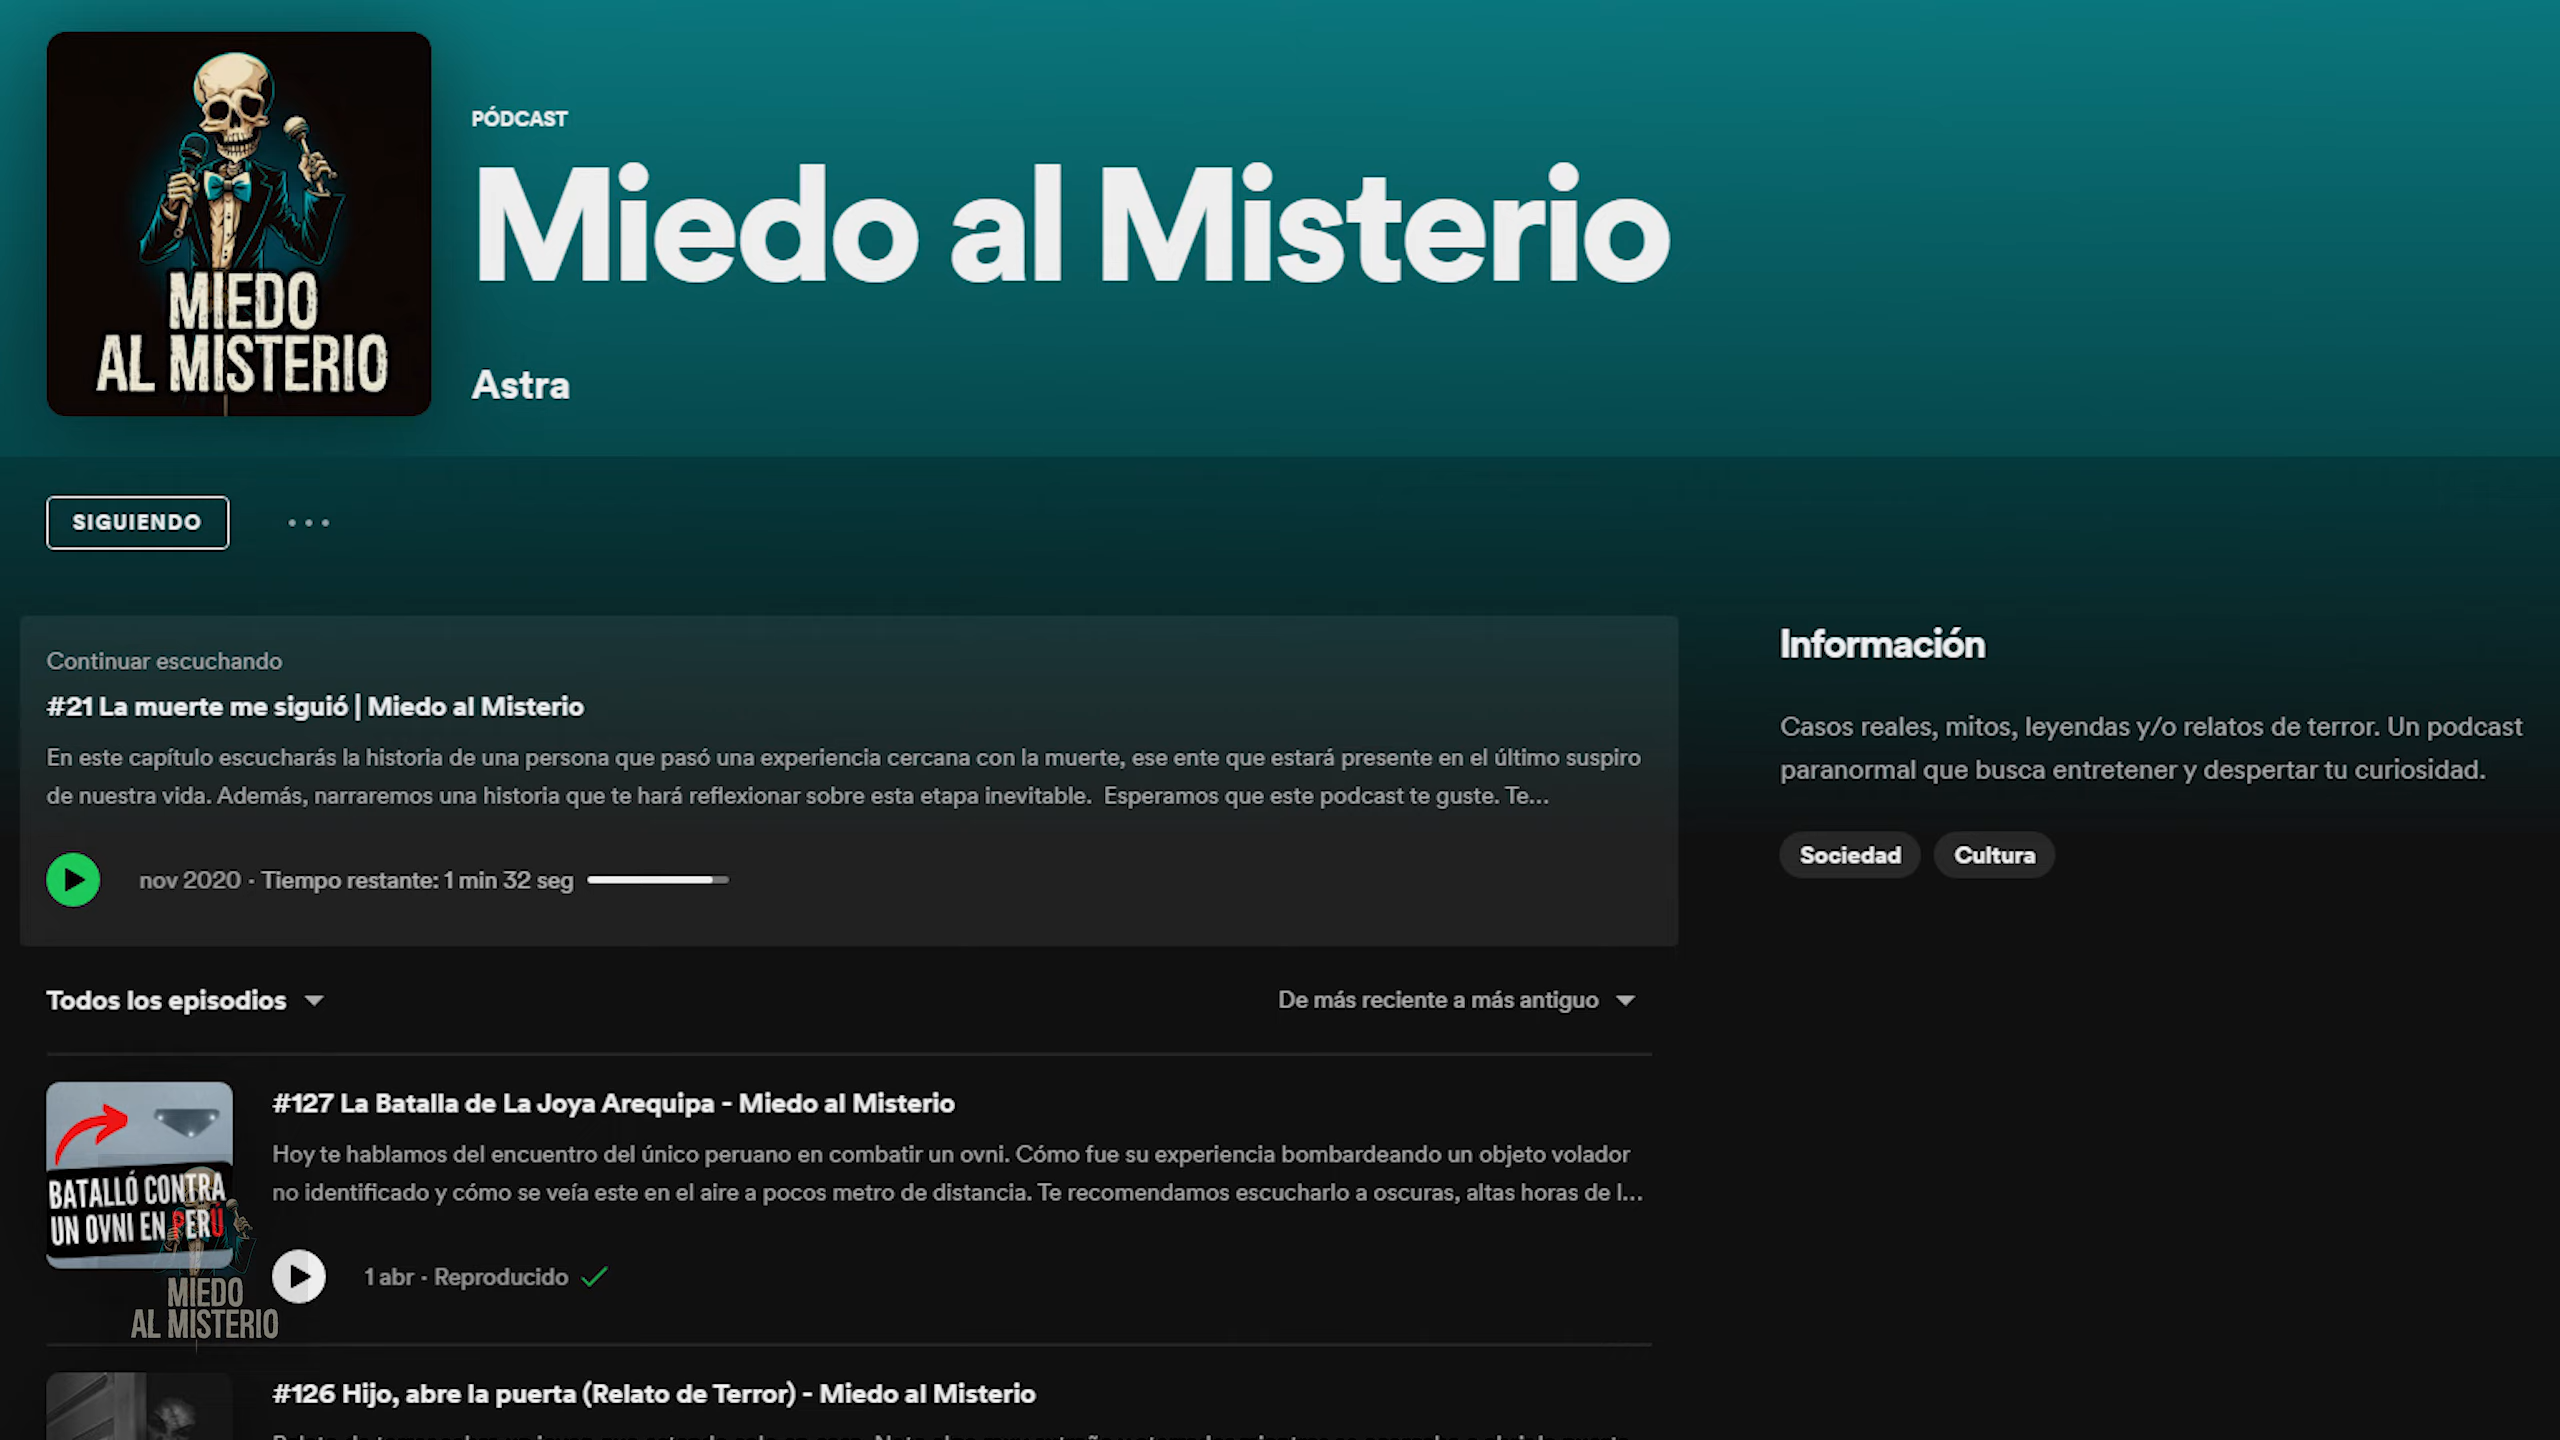 PÓDCAST
Miedo al Misterio
Astra
MIEDO
AL MISTERIO
SIGUIENDO
Continuar escuchando
#21 La muerte me siguió | Miedo al Misterio
En este capítulo escucharás la historia de una persona que pasó una experiencia cercana con la muerte, ese ente que estará presente en el último suspiro
de nuestra vida. Además, narraremos una historia que te hará reflexionar sobre esta etapa inevitable. Esperamos que este podcast te guste. Te...
nov 2020 · Tiempo restante: 1 min 32 seg
Información
Casos reales, mitos, leyendas y/o relatos de terror. Un podcast
paranormal que busca entretener y despertar tu curiosidad.
Sociedad
Cultura
Todos los episodios
De más reciente a más antiguo
#127 La Batalla de La Joya Arequipa - Miedo al Misterio
Hoy te hablamos del encuentro del único peruano en combatir un ovni. Cómo fue su experiencia bombardeando un objeto volador
no identificado y cómo se veía este en el aire a pocos metro de distancia. Te recomendamos escucharlo a oscuras, altas horas de l...
BATALLÓ CONTRA
UN OVNI EN PERÚ
1 abr · Reproducido
MIEDO
AL MISTERIO
#126 Hijo, abre la puerta (Relato de Terror) - Miedo al Misterio